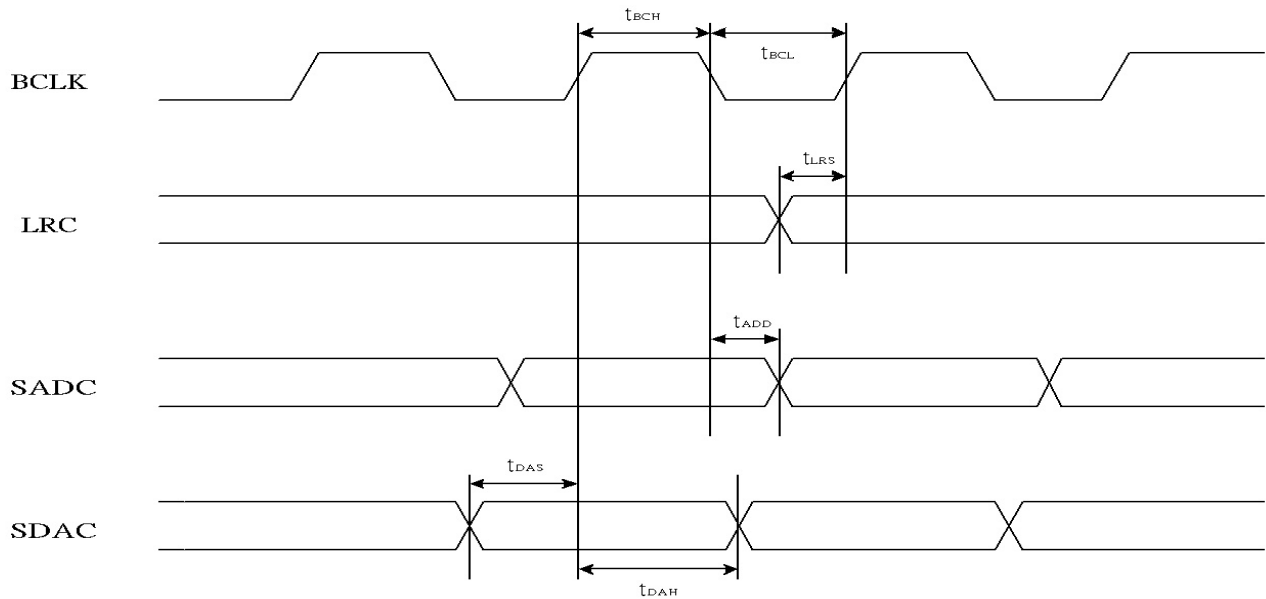 tBCH
tBCL
BCLK
tLRS
LRC
tADD
SADC
tDAS
SDAC
tDAH